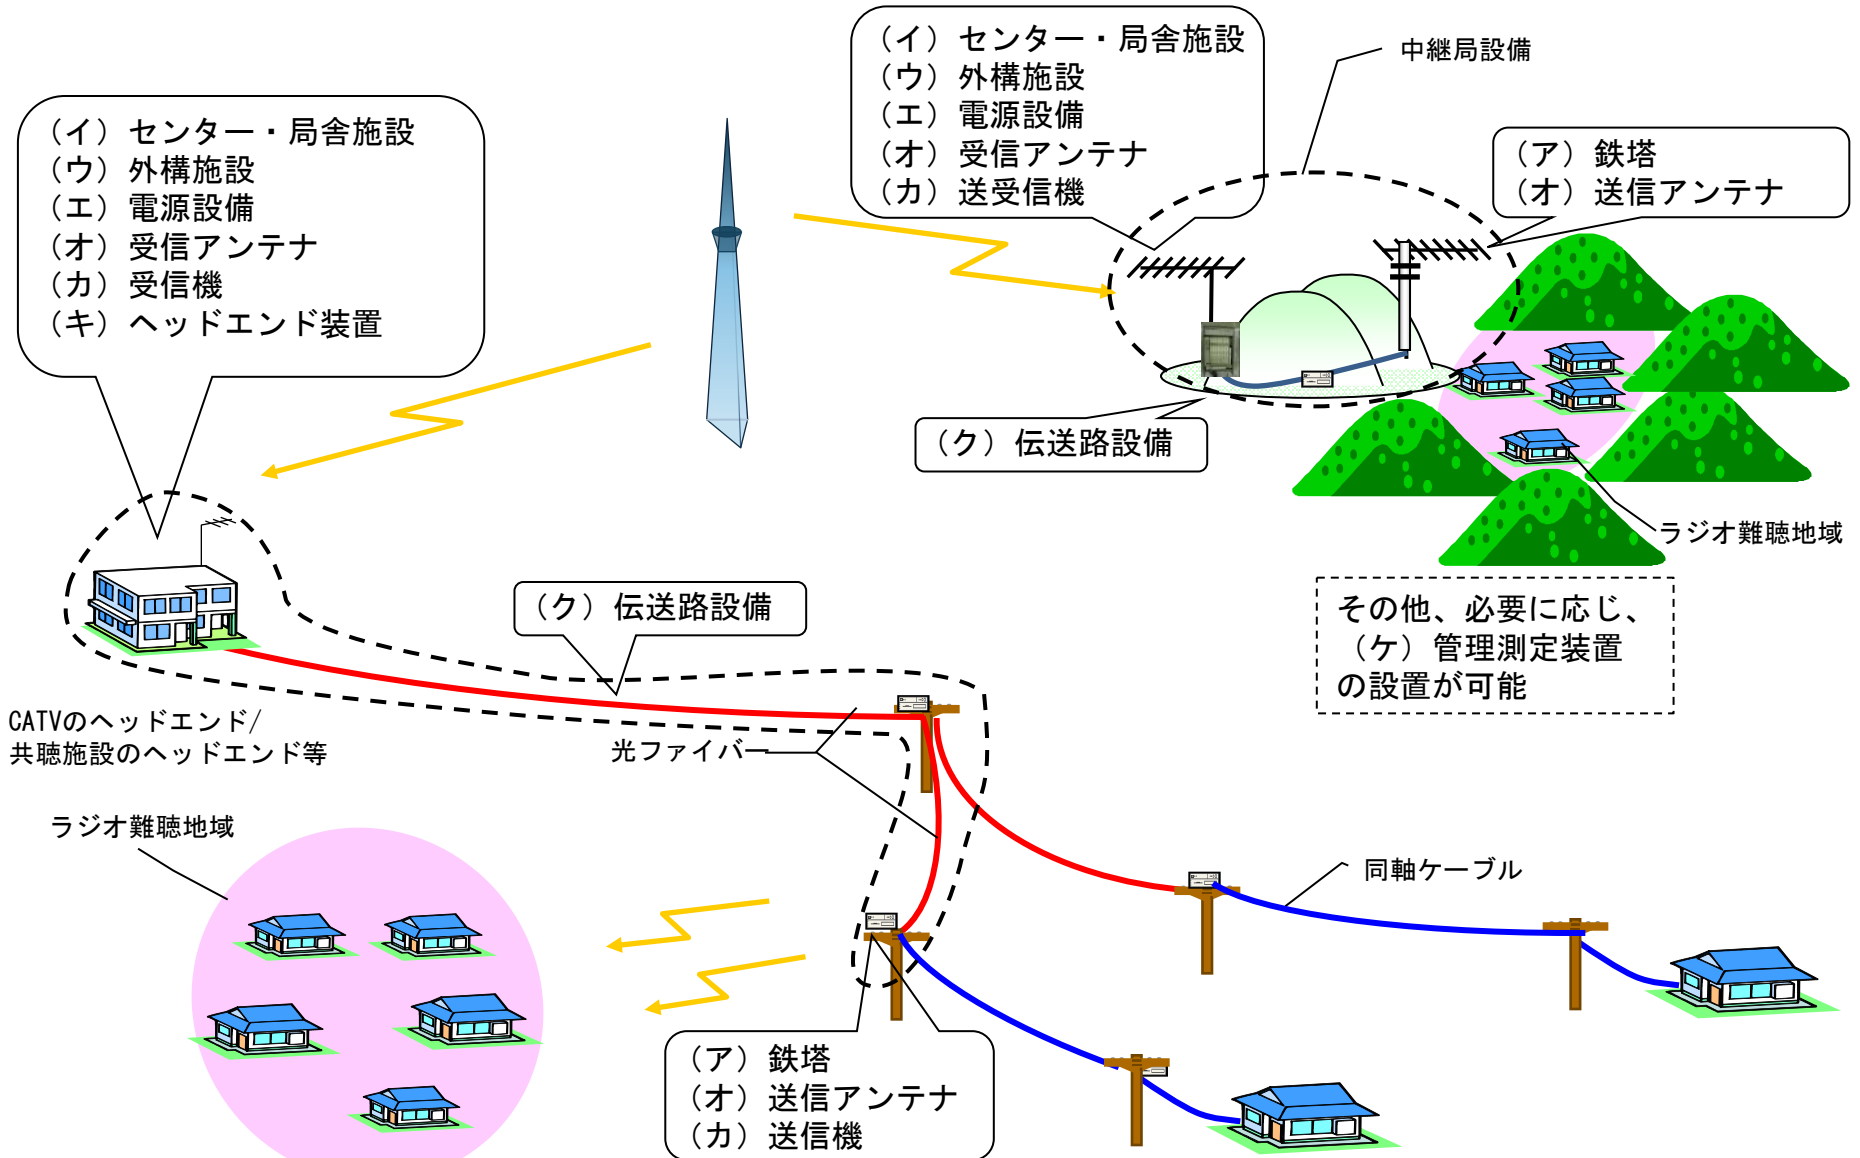 （イ）センター・局舎施設
（ウ）外構施設
（エ）電源設備
（オ）受信アンテナ
（カ）受信機
（キ）ヘッドエンド装置
（イ）センター・局舎施設
（ウ）外構施設
（エ）電源設備
（オ）受信アンテナ
（カ）送受信機
中継局設備
（ア）鉄塔
（オ）送信アンテナ
（ク）伝送路設備
ラジオ難聴地域
その他、必要に応じ、
（ケ）管理測定装置
の設置が可能
（ク）伝送路設備
CATVのヘッドエンド/
共聴施設のヘッドエンド等
光ファイバー
ラジオ難聴地域
同軸ケーブル
（ア）鉄塔
（オ）送信アンテナ
（カ）送信機